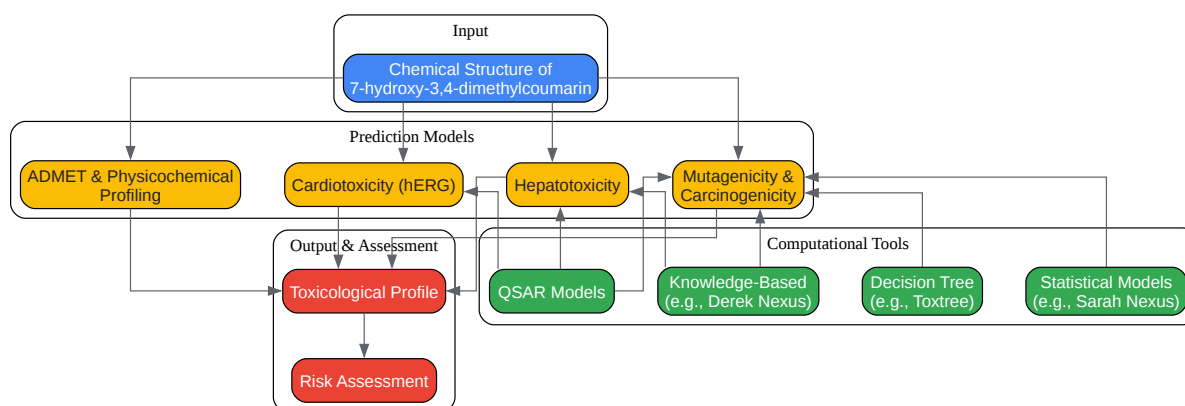 Input
Chemical Structure of
7-hydroxy-3,4-dimethylcoumarin
Prediction Models
ADMET & Physicochemical
Profiling
Cardiotoxicity (hERG)
Hepatotoxicity
Mutagenicity &
Carcinogenicity
Output & Assessment
Toxicological Profile
Risk Assessment
Computational Tools
QSAR Models
Knowledge-Based
(e.g., Derek Nexus)
Decision Tree
(e.g., Toxtree)
Statistical Models
(e.g., Sarah Nexus)